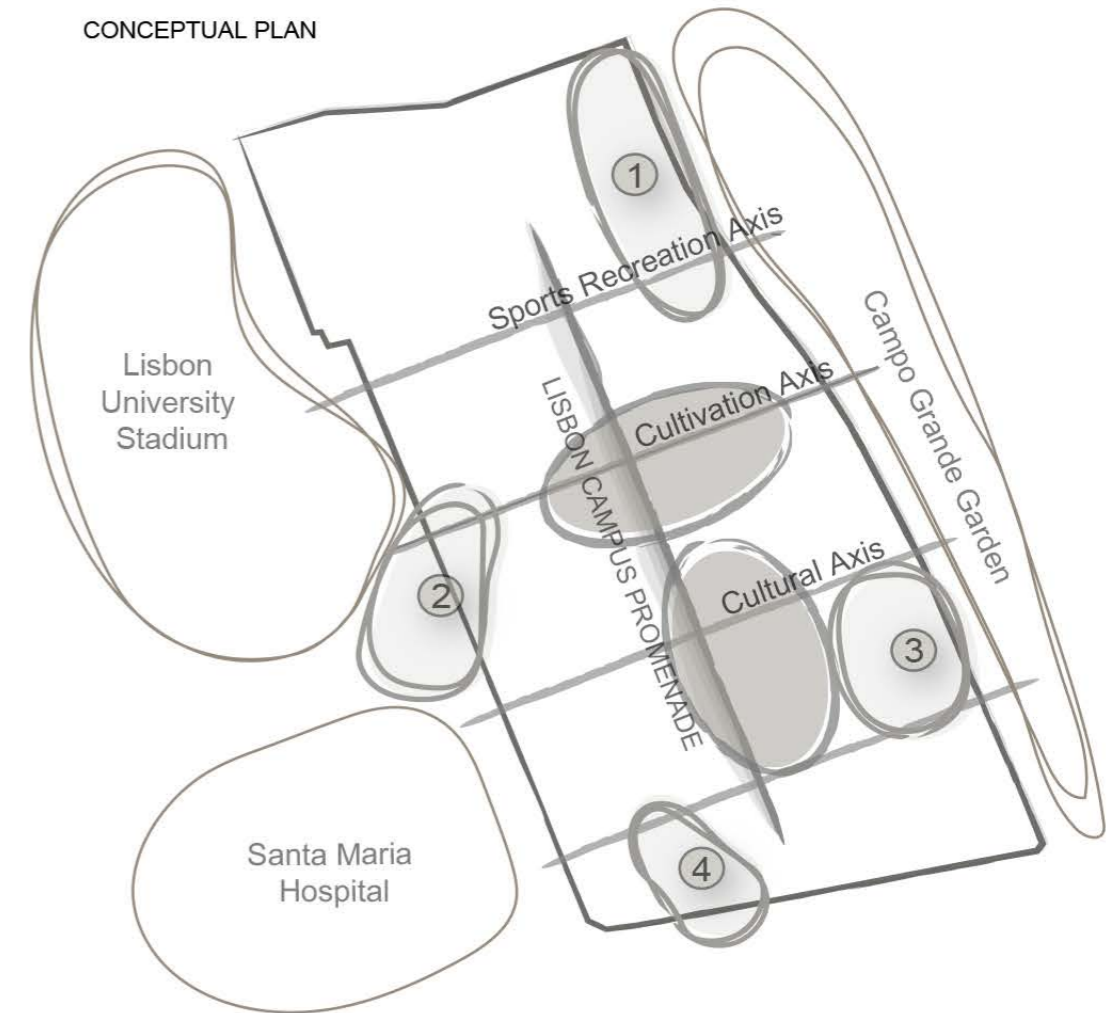 CONCEPTUAL PLAN
1
Sports Recreation Axis
Lisbon
University
Stadium
Campo Grande Garden
Cultivation Axis
LISBON CAMPUS PROMENADE
Cultural Axis
2
3
Santa Maria
Hospital
4